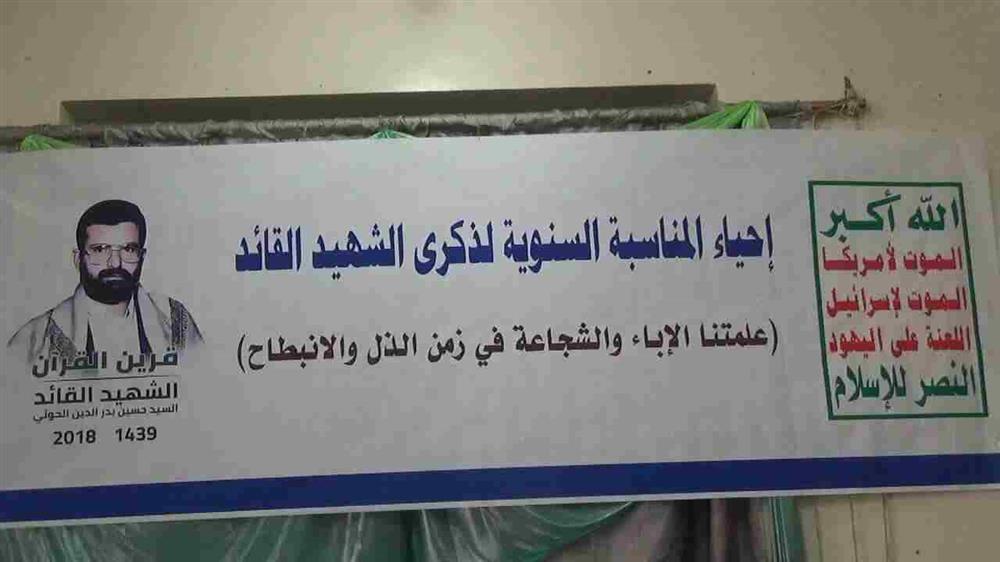 إحياء المناسبة السنوية لذكرى الشهيد القائد
(علمتنا الإباء والشجاعة في زمن الذل والانبطاح)
الله أكبر
الموت لأمريكا
الموت لإسرائيل
اللعنة على اليهود
النصر للإسلام
قرين القرآن
الشهيد القائد
السيد حسين بدر الدين الحوثي
2018 1439